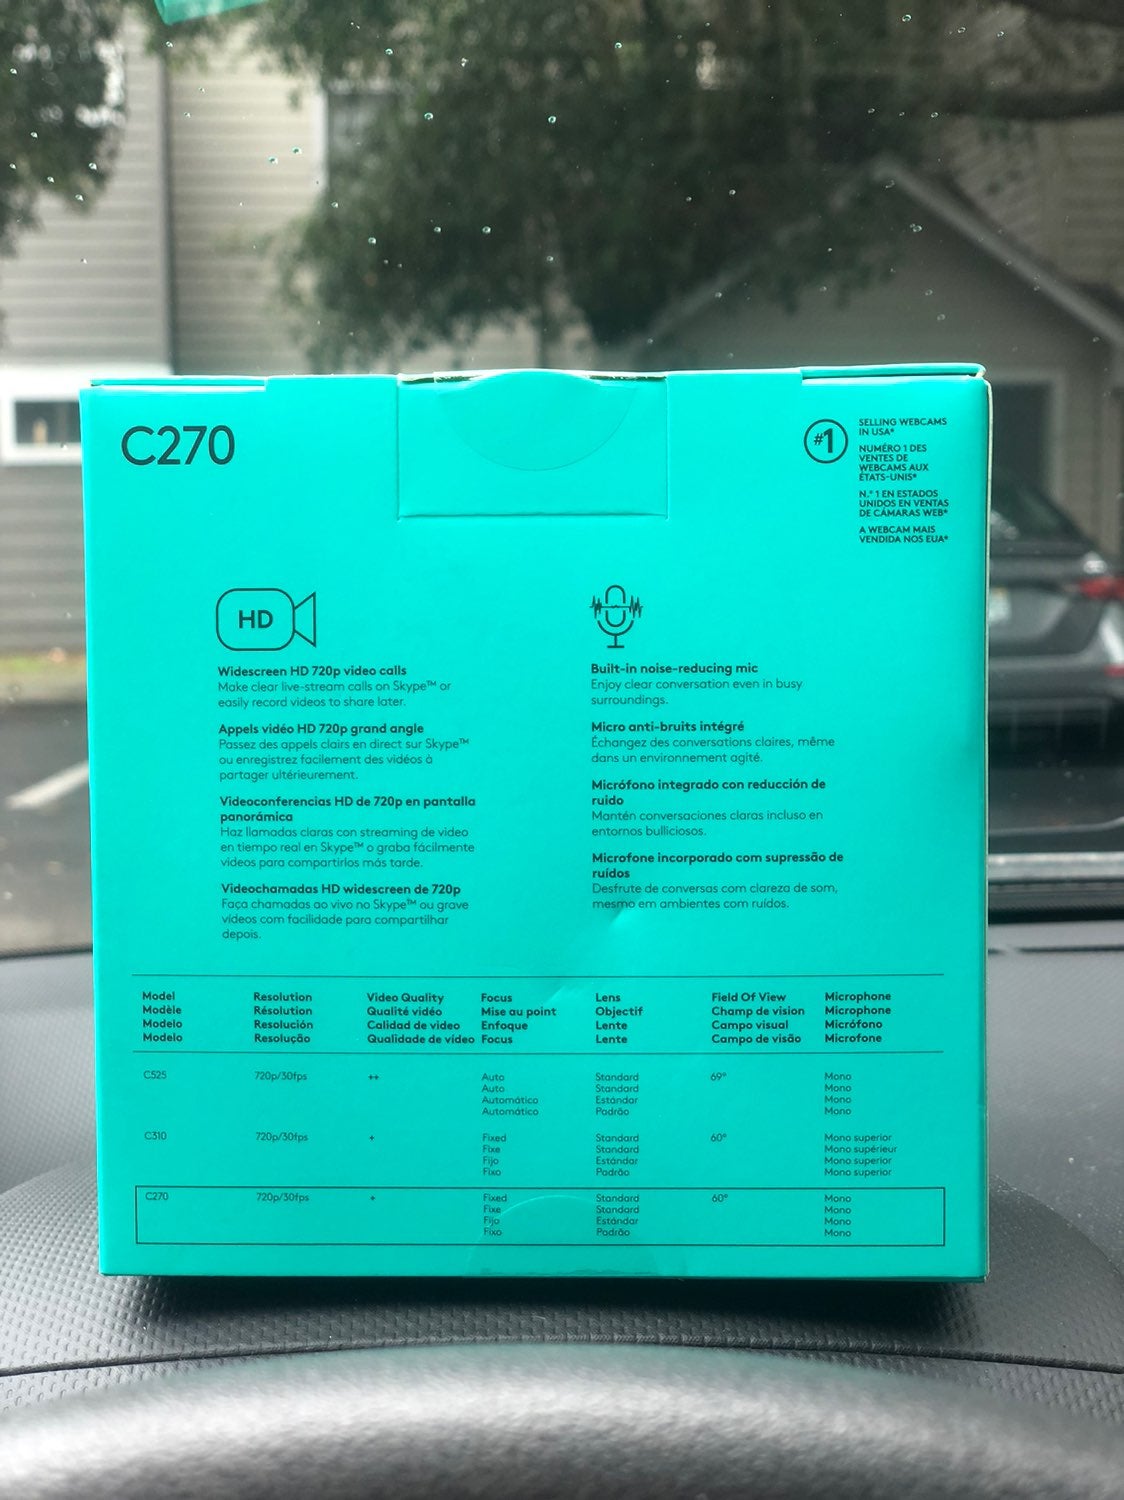 C270
#1
SELLING WEBCAMS
IN USA*
NUMÉRO 1 DES
VENTES DE
WEBCAMS AUX
ÉTATS-UNIS*
N.º 1 EN ESTADOS
UNIDOS EN VENTAS
DE CÁMARAS WEB*
A WEBCAM MAIS
VENDIDA NOS EUA*
HD
Widescreen HD 720p video calls
Make clear live-stream calls on Skype™ or
easily record videos to share later.
Appels vidéo HD 720p grand angle
Passez des appels clairs en direct sur Skype™
ou enregistrez facilement des vidéos à
partager ultérieurement.
Videoconferencias HD de 720p en pantalla
panorámica
Haz llamadas claras con streaming de video
en tiempo real en Skype™ o graba fácilmente
videos para compartirlos más tarde.
Videochamadas HD widescreen de 720p
Faça chamadas ao vivo no Skype™ ou grave
vídeos com facilidade para compartilhar
depois.
Built-in noise-reducing mic
Enjoy clear conversation even in busy
surroundings.
Micro anti-bruits intégré
Échangez des conversations claires, même
dans un environnement agité.
Micrófono integrado con reducción de
ruido
Mantén conversaciones claras incluso en
entornos bulliciosos.
Microfone incorporado com supressão de
ruídos
Desfrute de conversas com clareza de som,
mesmo em ambientes com ruídos.
Model Resolution Video Quality Focus Lens Field Of View Microphone
Modèle Résolution Qualité vidéo Mise au point Objectif Champ de vision Microphone
Modelo Resolución Calidad de video Enfoque Lente Campo visual Micrófono
Modelo Resolução Qualidade de vídeo Focus Lente Campo de visão Microfone
C525 720p/30fps ++ Auto Standard 69° Mono
Auto Standard Mono
Automático Estándar Mono
Automático Padrão Mono
C310 720p/30fps + Fixed Standard 60° Mono superior
Fixe Standard Mono supérieur
Fijo Estándar Mono superior
Fixo Padrão Mono superior
C270 720p/30fps + Fixed Standard 60° Mono
Fixe Standard Mono
Fijo Estándar Mono
Fixo Padrão Mono